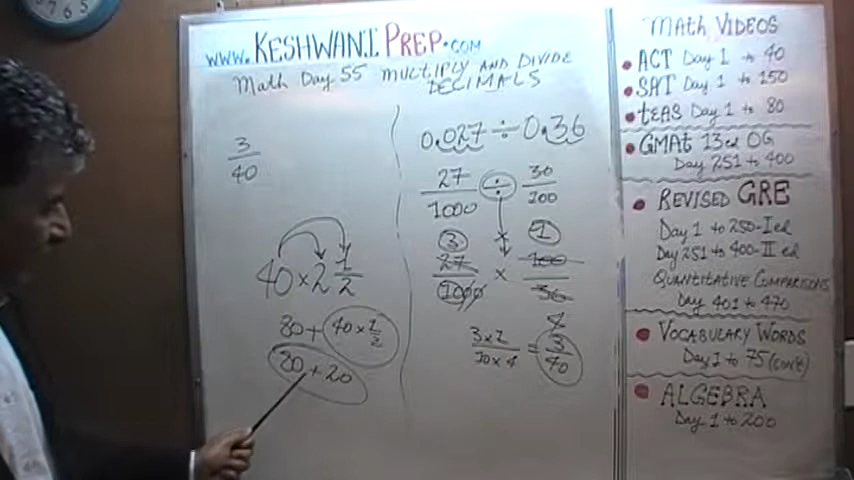 7 6 5
www.KESHWANI PREP.com
Math Day 55 MULTIPLY AND DIVIDE
DECIMALS
3
40
40 × 2 1/2
80 + 40 × 1/2
80 + 20
0.027 ÷ 0.36
27 ÷ 36
1000 100
3 × 1
27 × 100
1000 36
4
3 × 1 = 3
10 × 4 40
Math VIDEOS
ACT Day 1 to 40
SAT Day 1 to 150
tEAS Day 1 to 80
GMAt 13ed OG
Day 251 to 400
REVISED GRE
Day 1 to 250-I ed
Day 251 to 400-II ed
QUANTITATIVE COMPARISONS
Day 401 to 470
VOCABULARY WORDS
Day 1 to 75 (con't)
ALGEBRA
Day 1 to 200